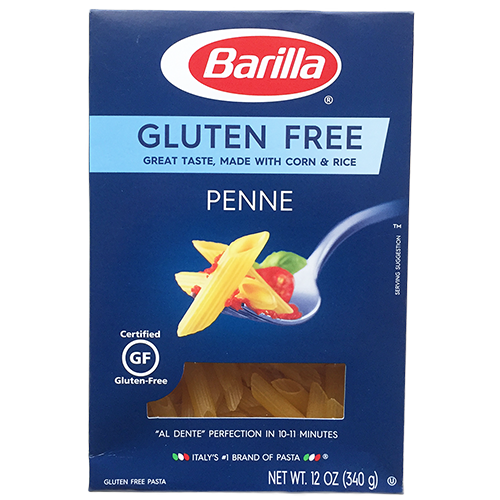 Barilla
®
GLUTEN FREE
GREAT TASTE, MADE WITH CORN & RICE
PENNE
SERVING SUGGESTION ™
Certified
GF
Gluten-Free
"AL DENTE" PERFECTION IN 10-11 MINUTES
ITALY'S #1 BRAND OF PASTA ®
GLUTEN FREE PASTA
NET WT. 12 OZ (340 g) U